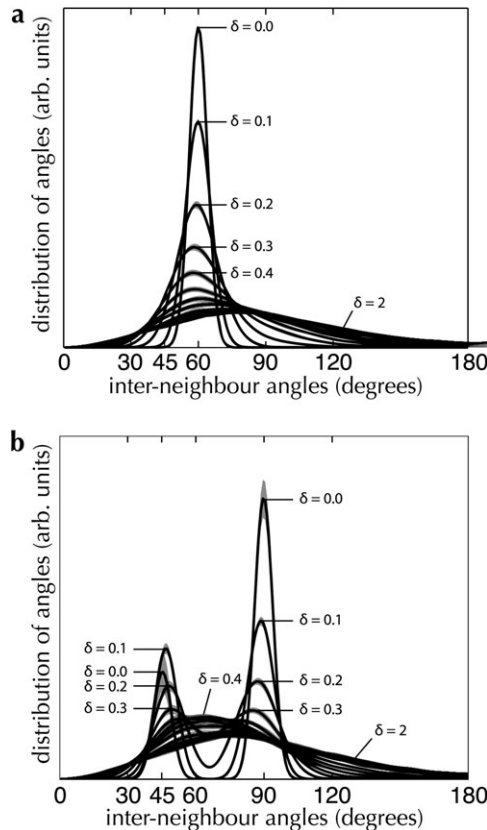 a
distribution of angles (arb. units)
δ = 0.0
δ = 0.1
δ = 0.2
δ = 0.3
δ = 0.4
δ = 2
0 30 45 60 90 120 180
inter-neighbour angles (degrees)
b
distribution of angles (arb. units)
δ = 0.0
δ = 0.1
δ = 0.1
δ = 0.0
δ = 0.4
δ = 0.2
δ = 0.2
δ = 0.3
δ = 0.3
δ = 2
0 30 45 60 90 120 180
inter-neighbour angles (degrees)